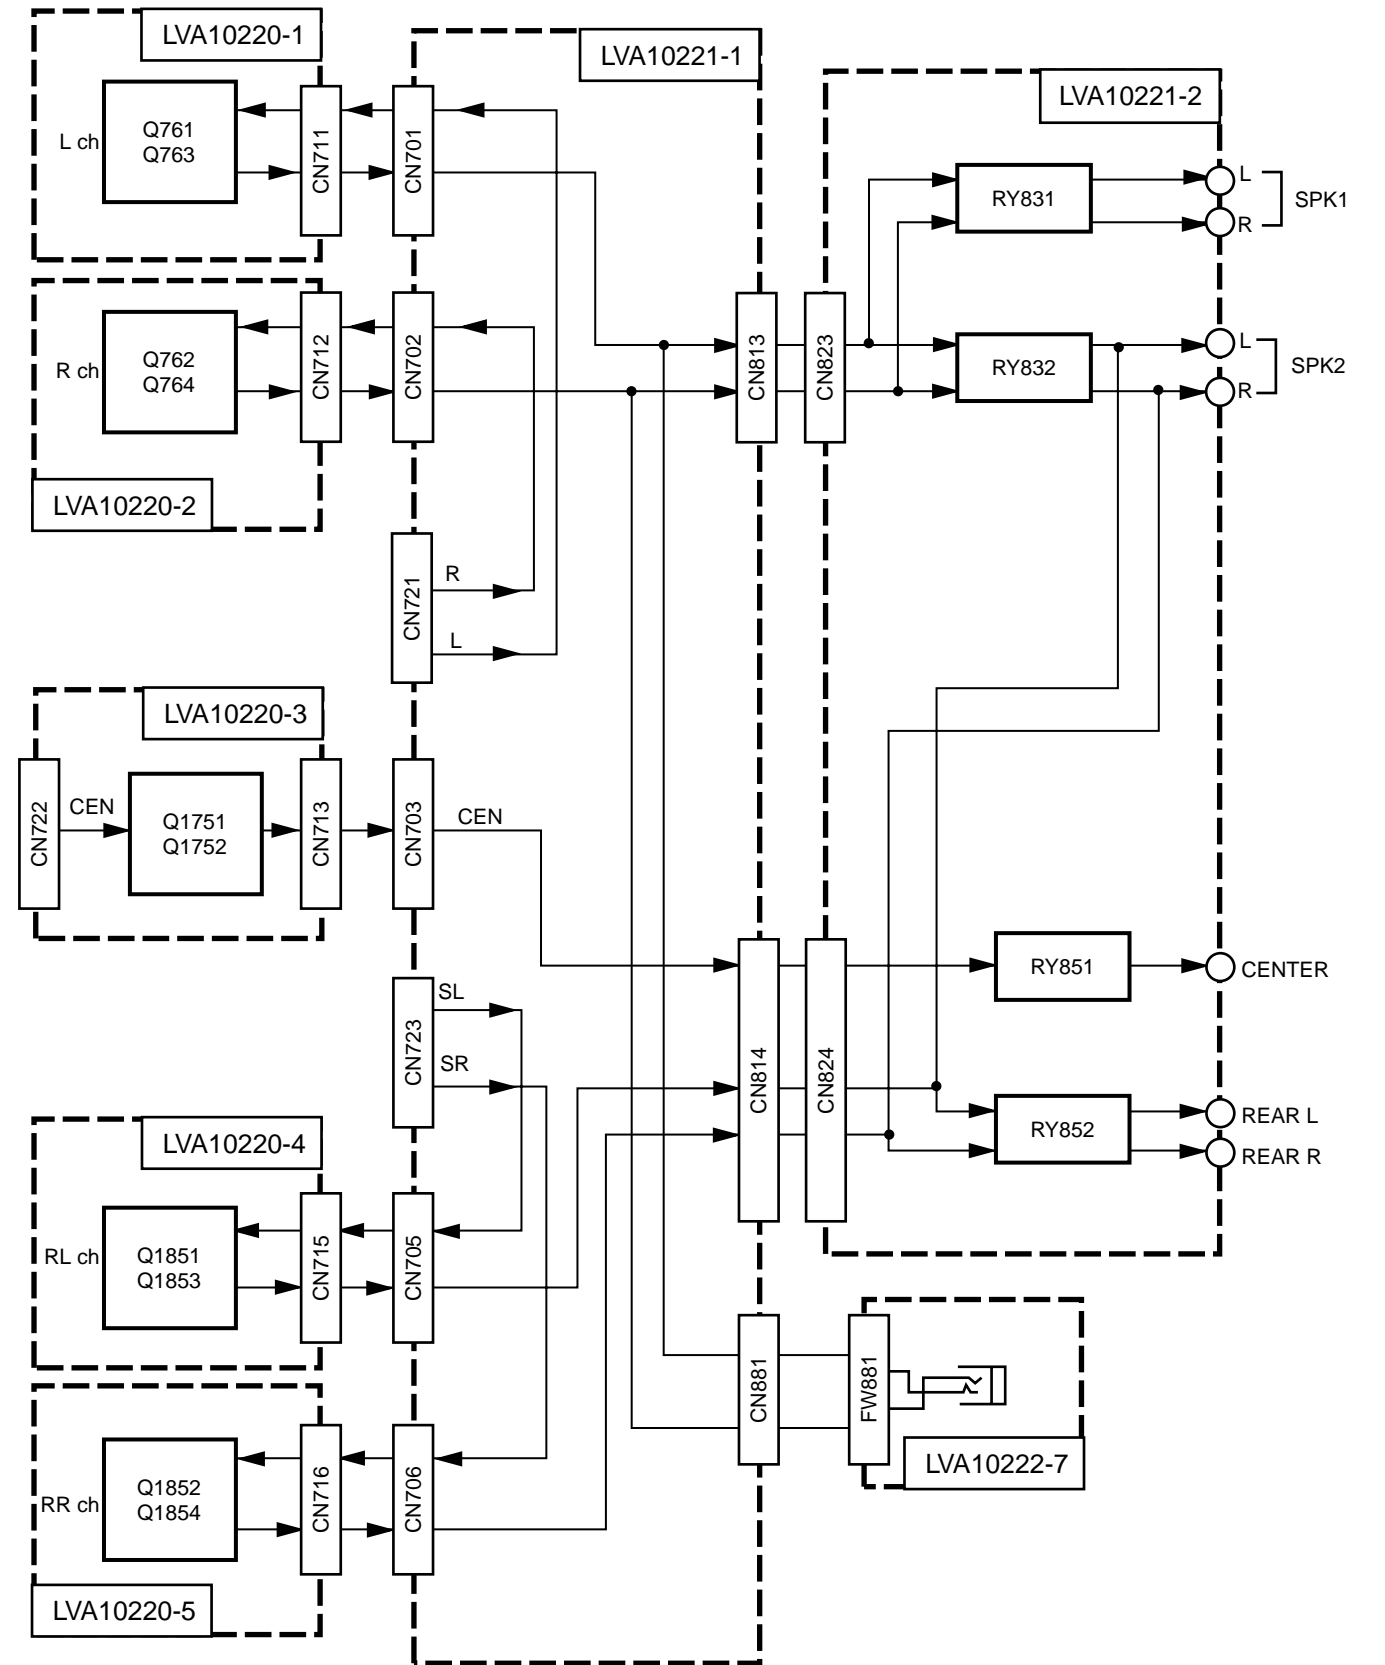 LVA10220-1
LVA10221-1
LVA10221-2
L ch
Q761
Q763
CN711
CN701
RY831
L
R
SPK1
R ch
Q762
Q764
CN712
CN702
CN813
CN823
RY832
L
R
SPK2
LVA10220-2
CN721
R
L
LVA10220-3
CN722
CEN
Q1751
Q1752
CN713
CN703
CEN
RY851
CENTER
CN723
SL
SR
CN814
CN824
RY852
REAR L
REAR R
LVA10220-4
RL ch
Q1851
Q1853
CN715
CN705
CN881
FW881
LVA10222-7
RR ch
Q1852
Q1854
CN716
CN706
LVA10220-5